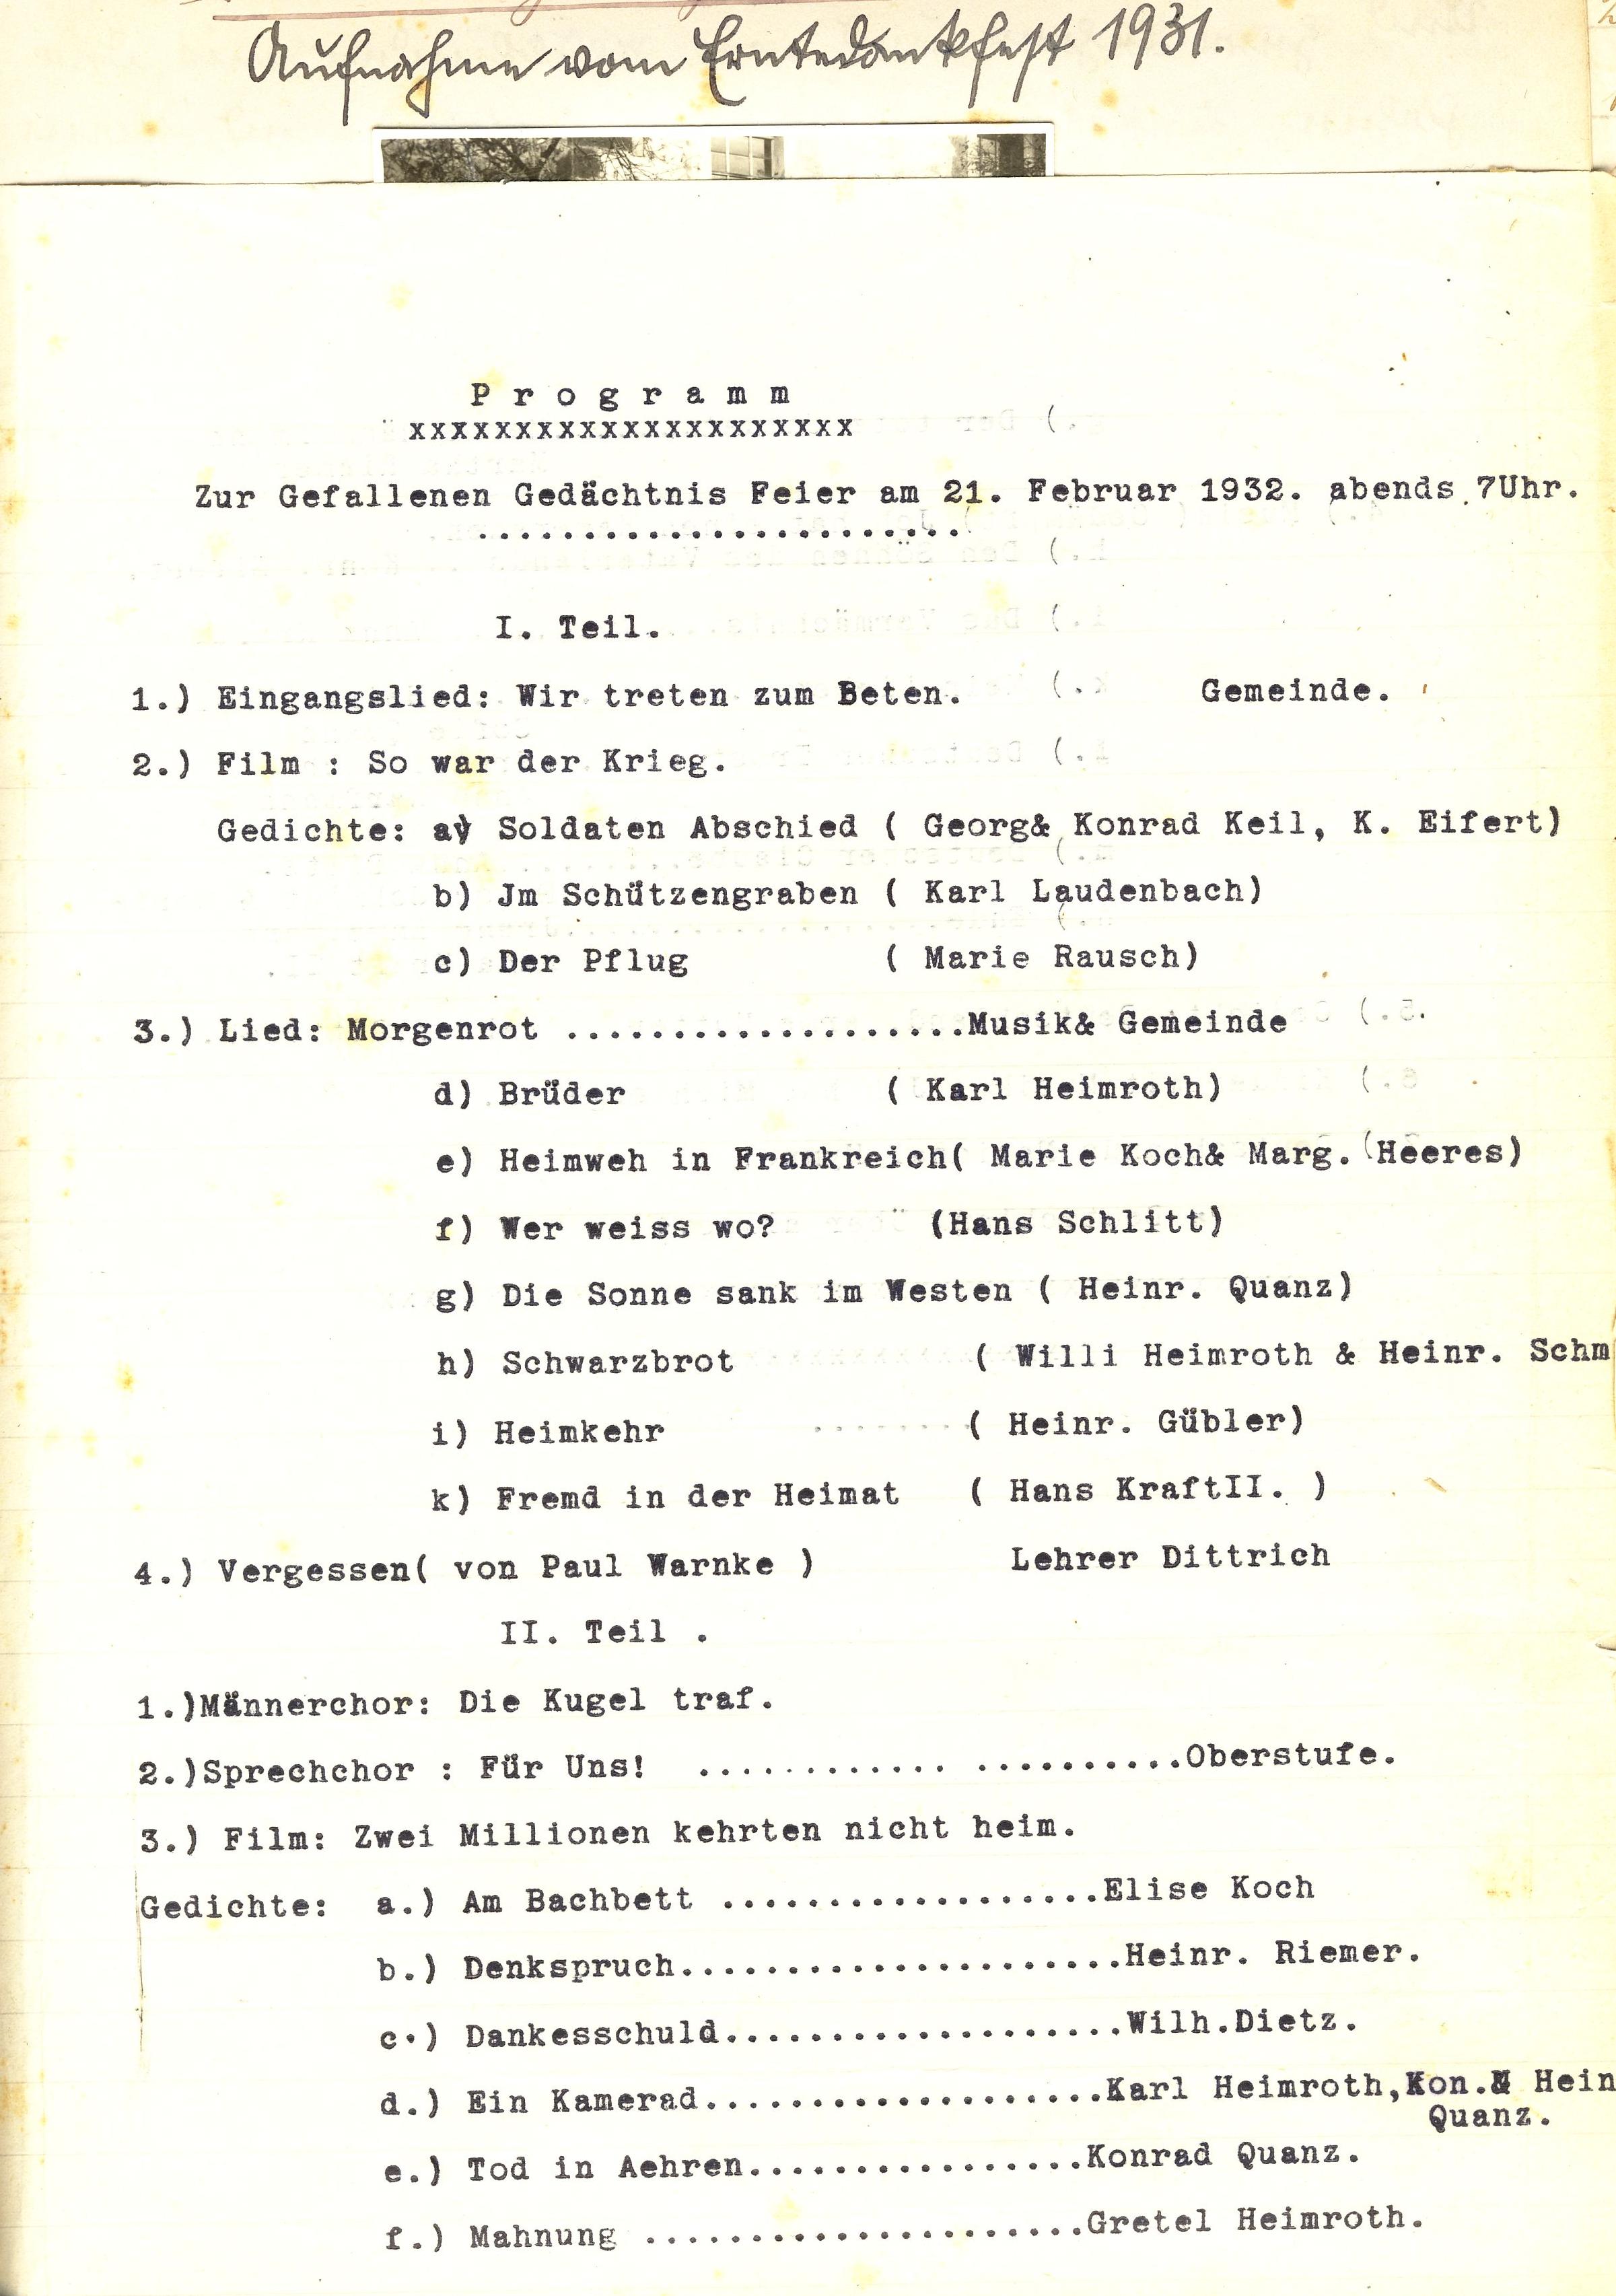 Aufnahme vom Erntedankfest 1931.
P r o g r a m m
xxxxxxxxxxxxxxxxxxxxx
Zur Gefallenen Gedächtnis Feier am 21. Februar 1932. abends 7Uhr.
.......................
I. Teil.
1.) Eingangslied: Wir treten zum Beten. Gemeinde.
2.) Film : So war der Krieg.
Gedichte: a) Soldaten Abschied ( Georg& Konrad Keil, K. Eifert)
b) Jm Schützengraben ( Karl Laudenbach)
c) Der Pflug ( Marie Rausch)
3.) Lied: Morgenrot ...................Musik& Gemeinde
d) Brüder ( Karl Heimroth)
e) Heimweh in Frankreich( Marie Koch& Marg. Heeres)
f) Wer weiss wo? (Hans Schlitt)
g) Die Sonne sank im Westen ( Heinr. Quanz)
h) Schwarzbrot ( Willi Heimroth & Heinr. Schm
i) Heimkehr .......( Heinr. Gübler)
k) Fremd in der Heimat ( Hans KraftII. )
4.) Vergessen( von Paul Warnke ) Lehrer Dittrich
II. Teil .
1.)Männerchor: Die Kugel traf.
2.)Sprechchor : Für Uns! ............ ..........Oberstufe.
3.) Film: Zwei Millionen kehrten nicht heim.
Gedichte: a.) Am Bachbett ..................Elise Koch
b.) Denkspruch.....................Heinr. Riemer.
c.) Dankesschuld...................Wilh.Dietz.
d.) Ein Kamerad...................Karl Heimroth,Kon.& Hein
Quanz.
e.) Tod in Aehren................Konrad Quanz.
f.) Mahnung .....................Gretel Heimroth.